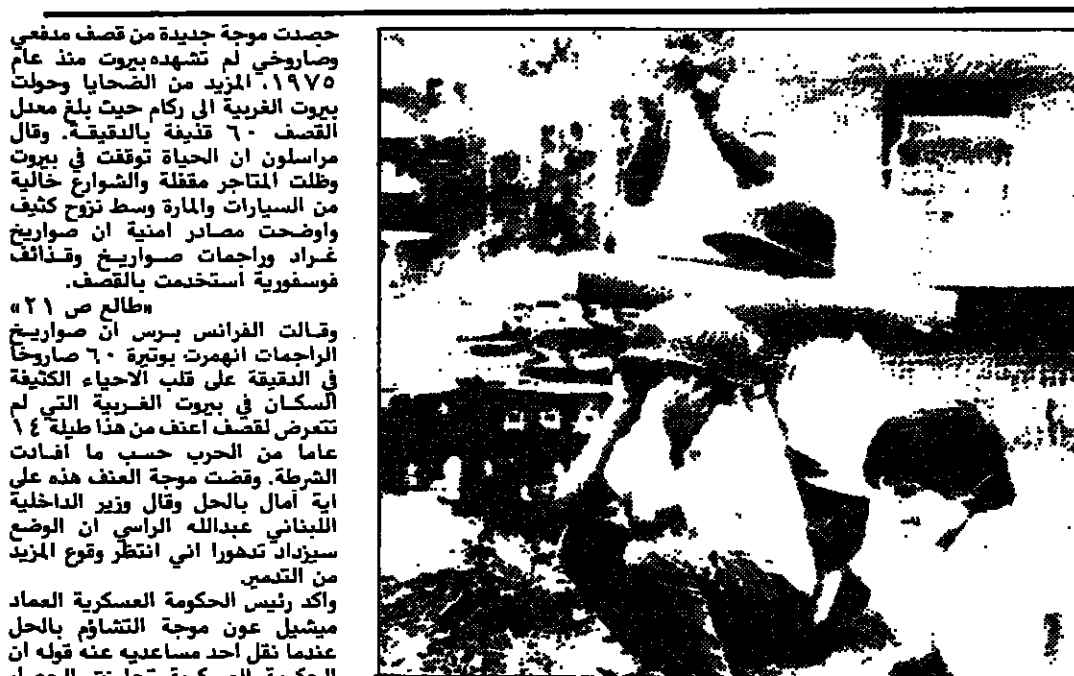 حصدت موجة جديدة من قصف مدفعي
وصاروخي لم تشهده بيروت منذ عام
١٩٧٥، المزيد من الضحايا وحولت
بيروت الغربية الى ركام حيث بلغ معدل
القصف ٦٠ قذيفة بالدقيقة. وقال
مراسلون ان الحياة توقفت في بيروت
وظلت المتاجر مقفلة والشوارع خالية
من السيارات والمارة وسط نزوح كثيف
واوضحت مصادر امنية ان صواريخ
غراد وراجمات صواريخ وقذائف
فوسفورية استخدمت بالقصف.
«طالع ص ٢١»
وقالت الفرانس برس ان صواريخ
الراجمات انهمرت بوتيرة ٦٠ صاروخا
في الدقيقة على قلب الاحياء الكثيفة
السكان في بيروت الغربية التي لم
تتعرض لقصف اعنف من هذا طيلة ١٤
عاما من الحرب حسب ما افادت
الشرطة. وقضت موجة العنف هذه على
اية آمال بالحل وقال وزير الداخلية
اللبناني عبدالله الراسي ان الوضع
سيزداد تدهورا اني انتظر وقوع المزيد
من التدمير.
واكد رئيس الحكومة العسكرية العماد
ميشيل عون موجة التشاؤم بالحل
عندما نقل احد مساعديه عنه قوله ان